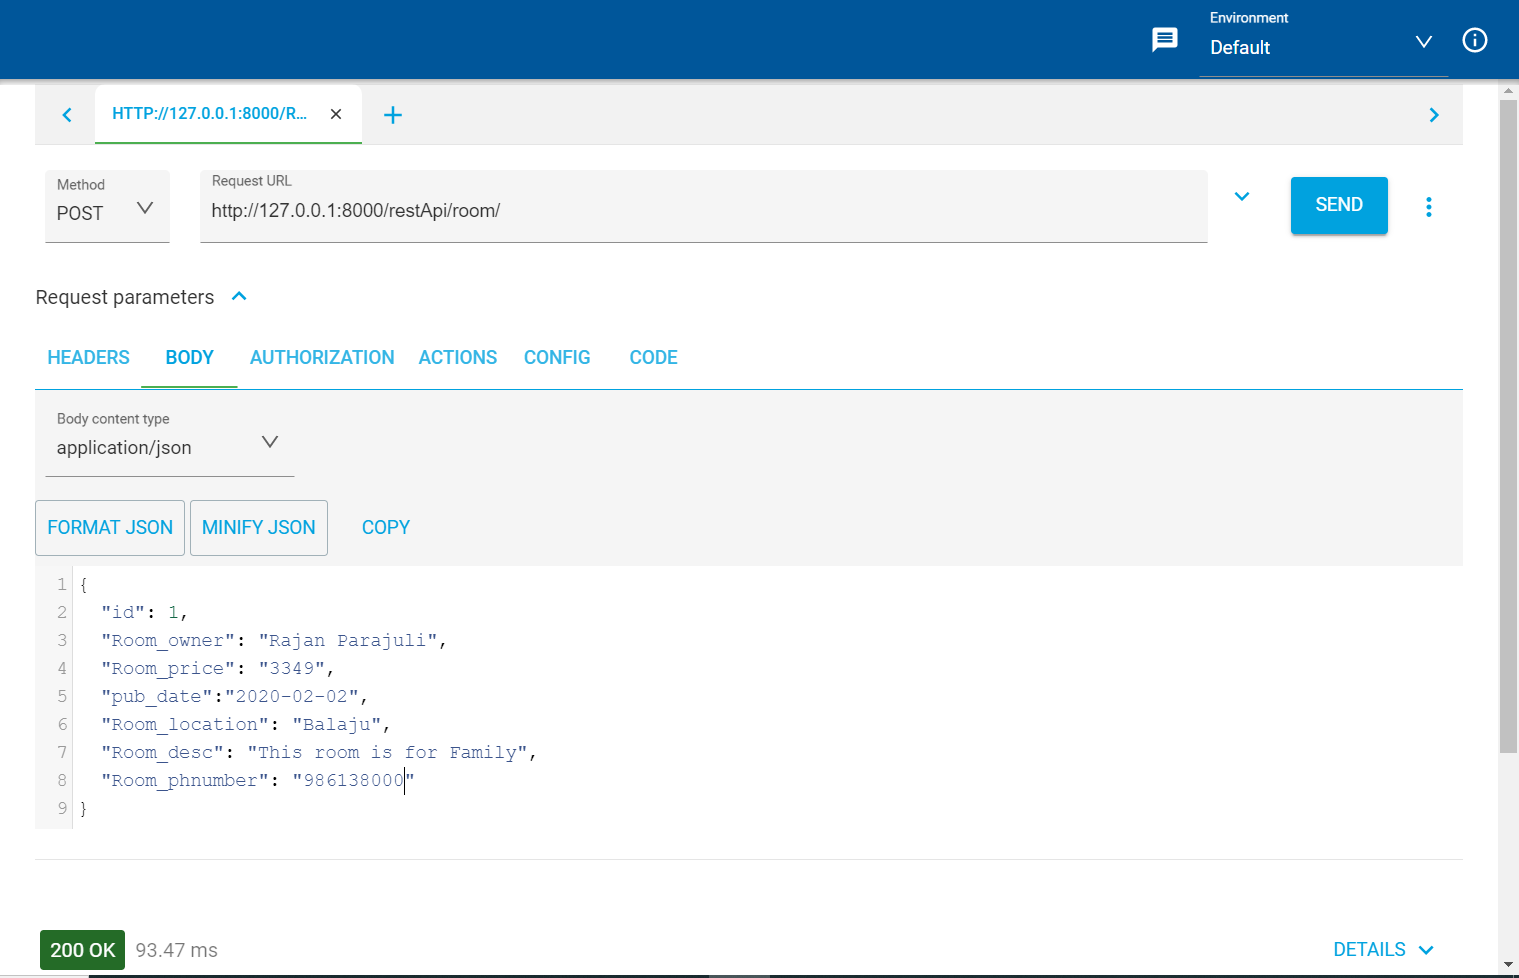 Environment
Default
HTTP://127.0.0.1:8000/R...
Method
POST
Request URL
http://127.0.0.1:8000/restApi/room/
SEND
Request parameters
HEADERS BODY AUTHORIZATION ACTIONS CONFIG CODE
Body content type
application/json
FORMAT JSON MINIFY JSON COPY
1 {
2 "id": 1,
3 "Room_owner": "Rajan Parajuli",
4 "Room_price": "3349",
5 "pub_date":"2020-02-02",
6 "Room_location": "Balaju",
7 "Room_desc": "This room is for Family",
8 "Room_phnumber": "986138000"
9 }
200 OK 93.47 ms DETAILS